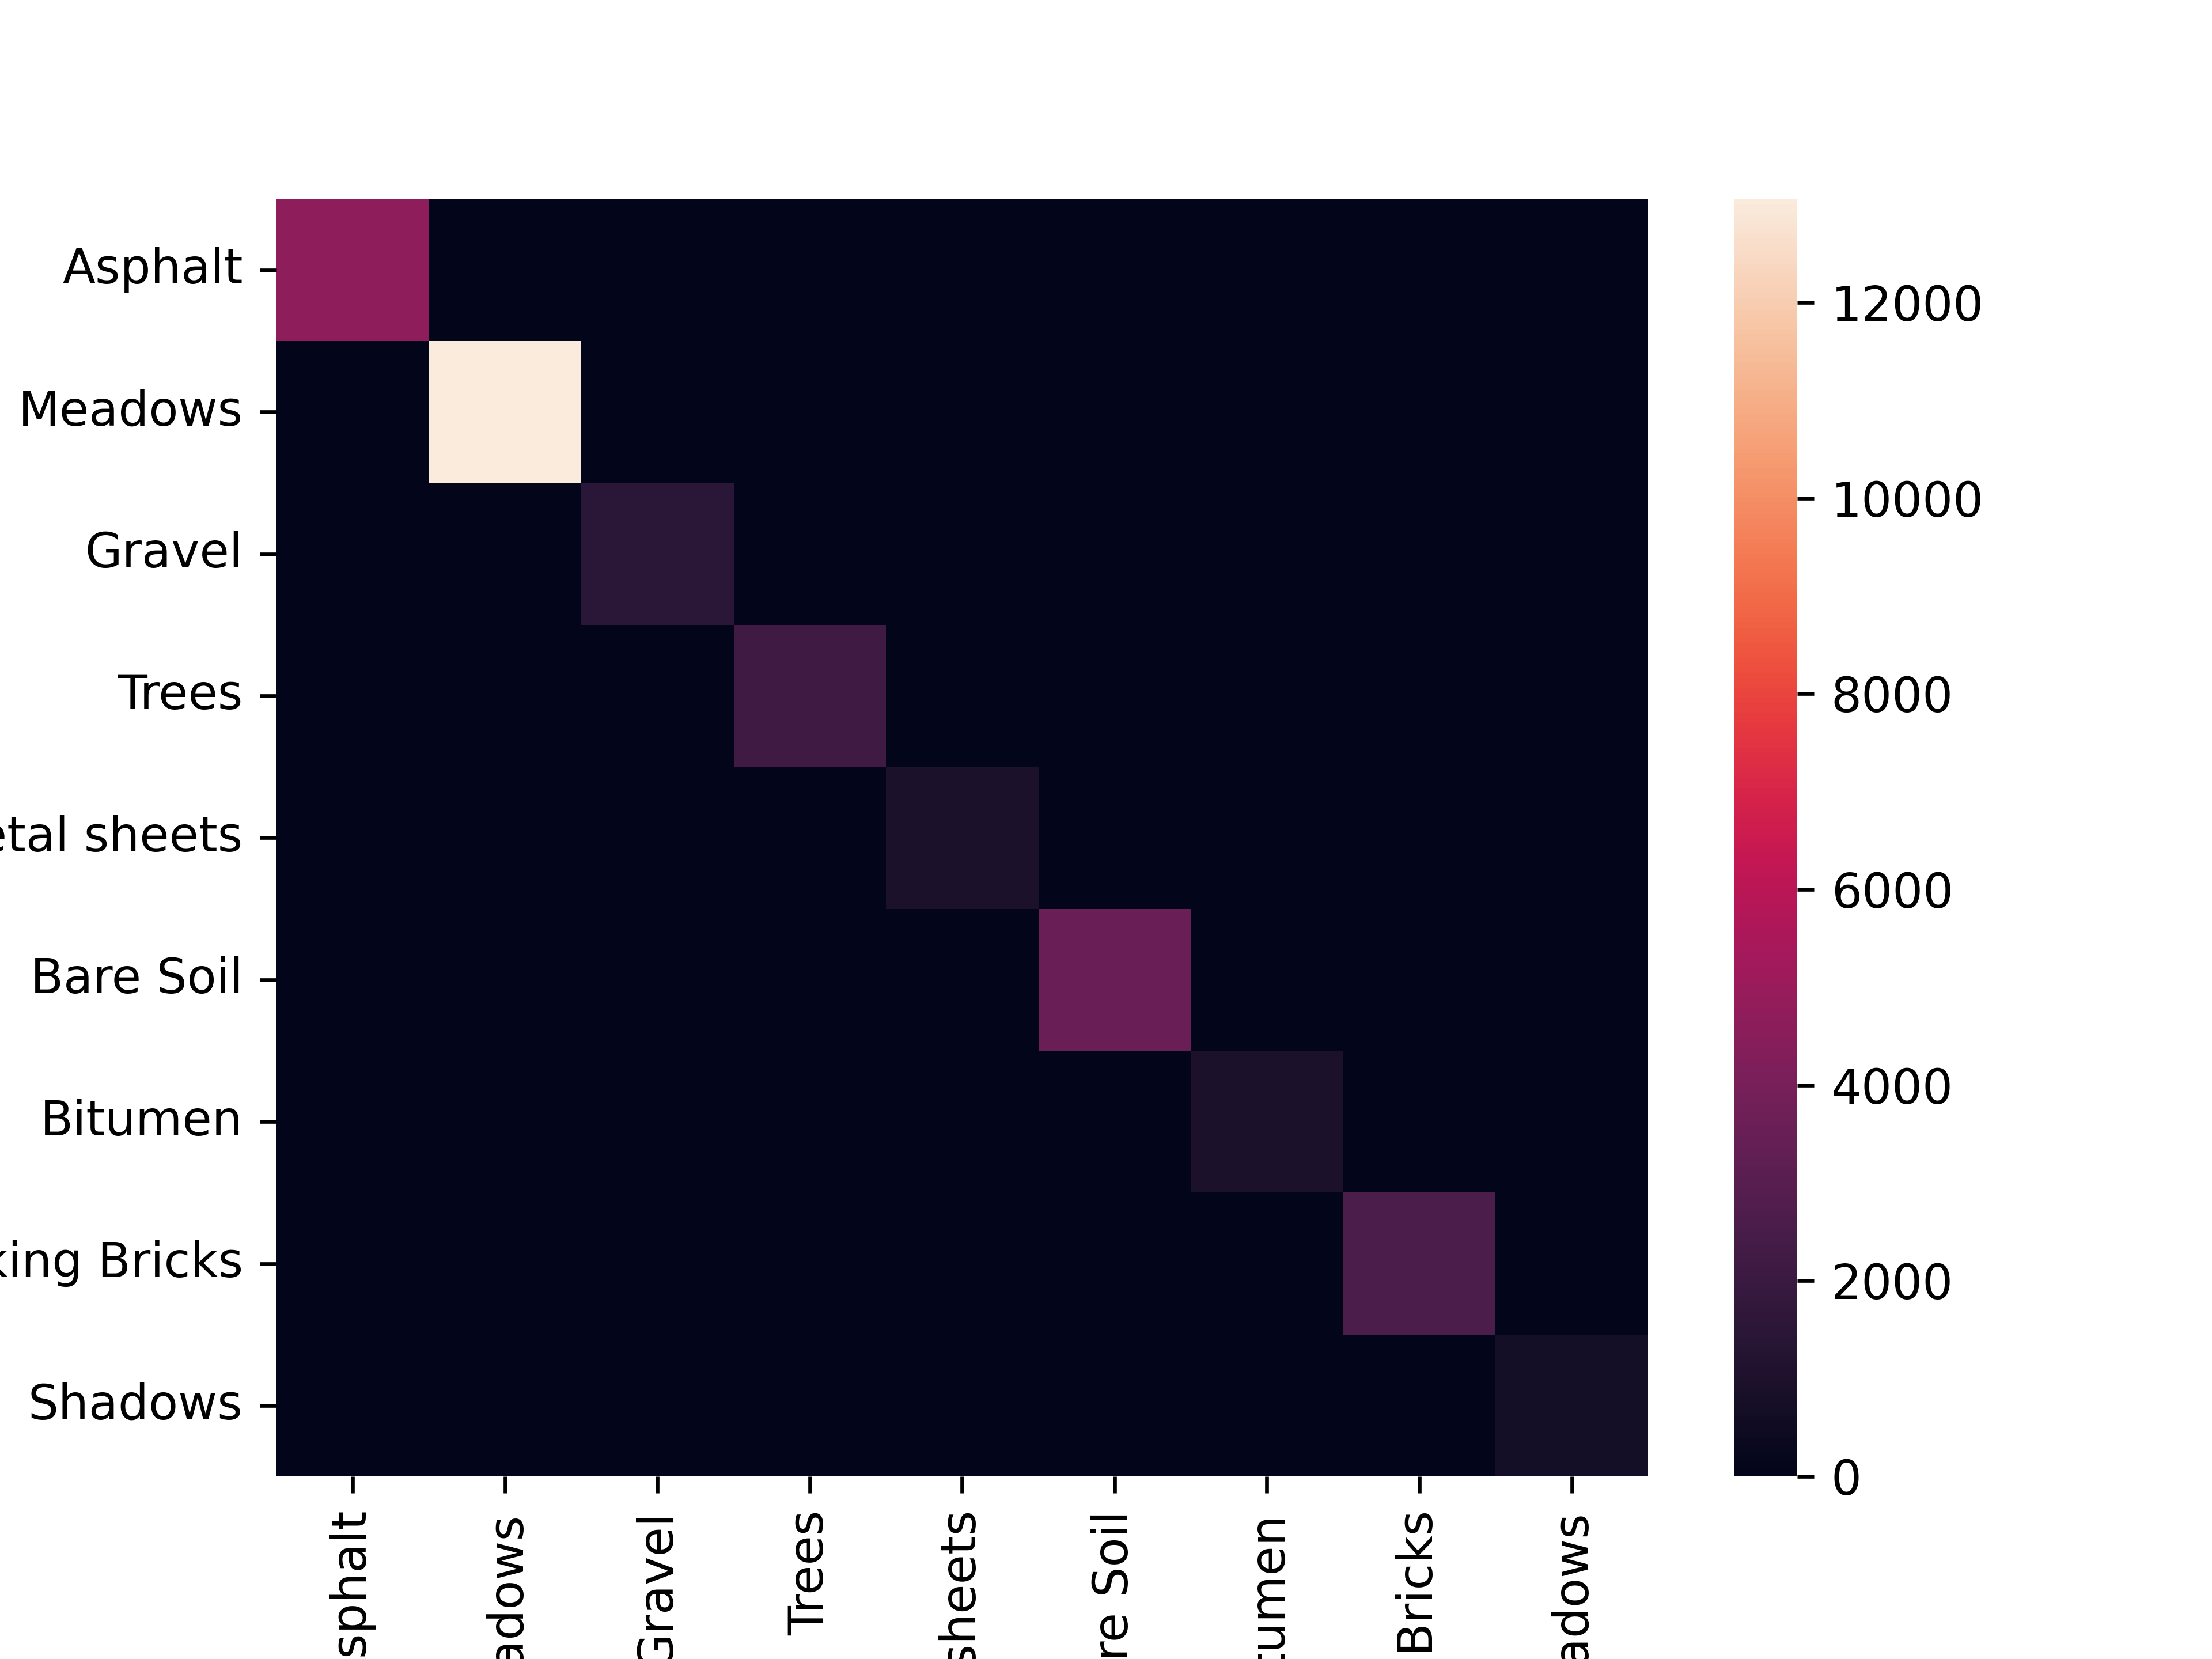 Asphalt
Meadows
Gravel
Trees
etal sheets
Bare Soil
Bitumen
king Bricks
Shadows
12000
10000
8000
6000
4000
2000
0
sphalt
adows
Gravel
Trees
sheets
re Soil
tumen
Bricks
adows